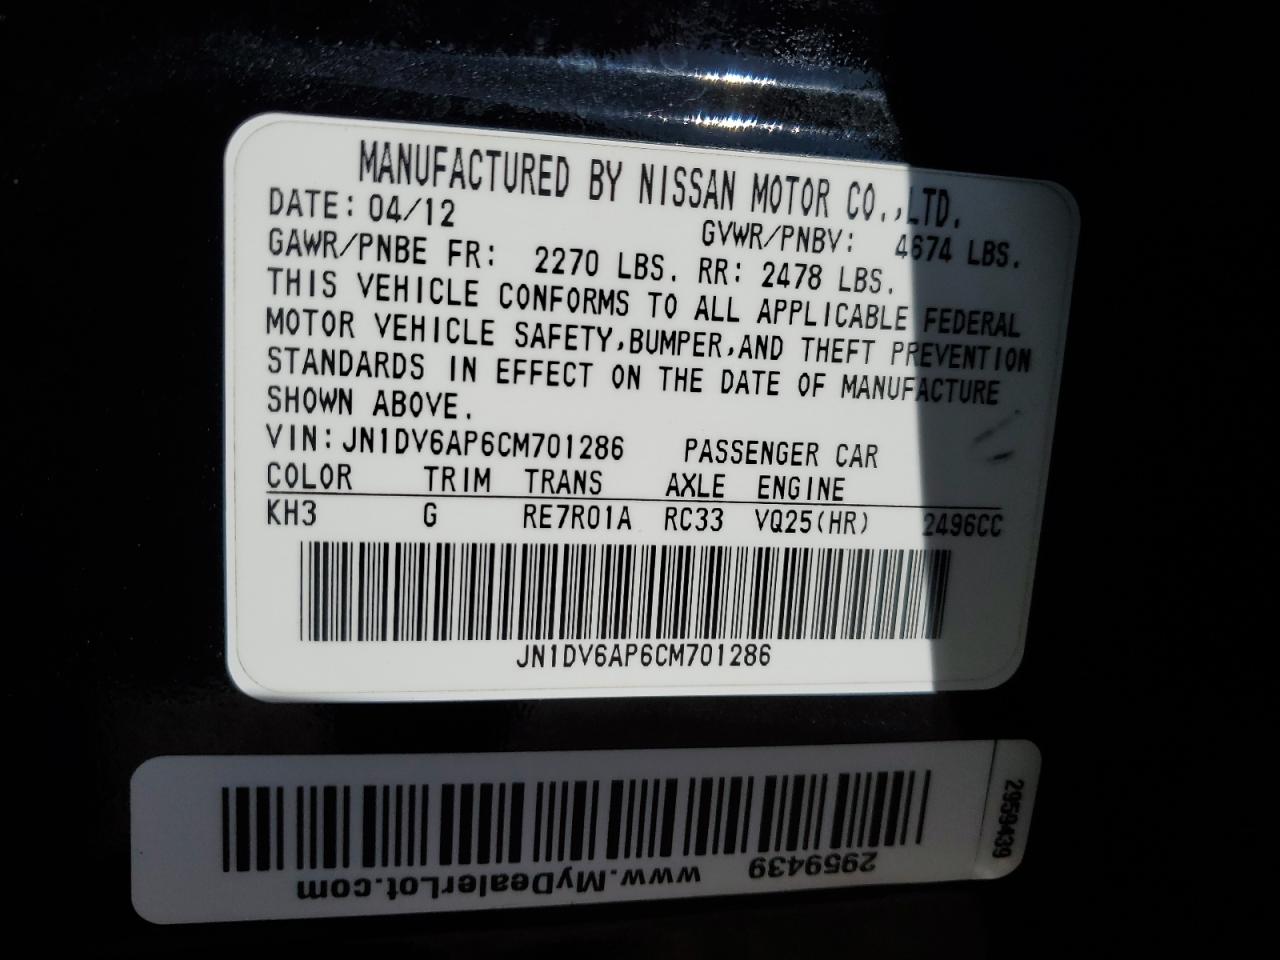 MANUFACTURED BY NISSAN MOTOR CO.,LTD.
DATE: 04/12 GVWR/PNBV: 4674 LBS.
GAWR/PNBE FR: 2270 LBS. RR: 2478 LBS.
THIS VEHICLE CONFORMS TO ALL APPLICABLE FEDERAL
MOTOR VEHICLE SAFETY,BUMPER,AND THEFT PREVENTION
STANDARDS IN EFFECT ON THE DATE OF MANUFACTURE
SHOWN ABOVE.
VIN: JN1DV6AP6CM701286 PASSENGER CAR
COLOR TRIM TRANS AXLE ENGINE
KH3 G RE7R01A RC33 VQ25(HR) 2496CC
JN1DV6AP6CM701286
2959439 www.MyDealerLot.com
2959439